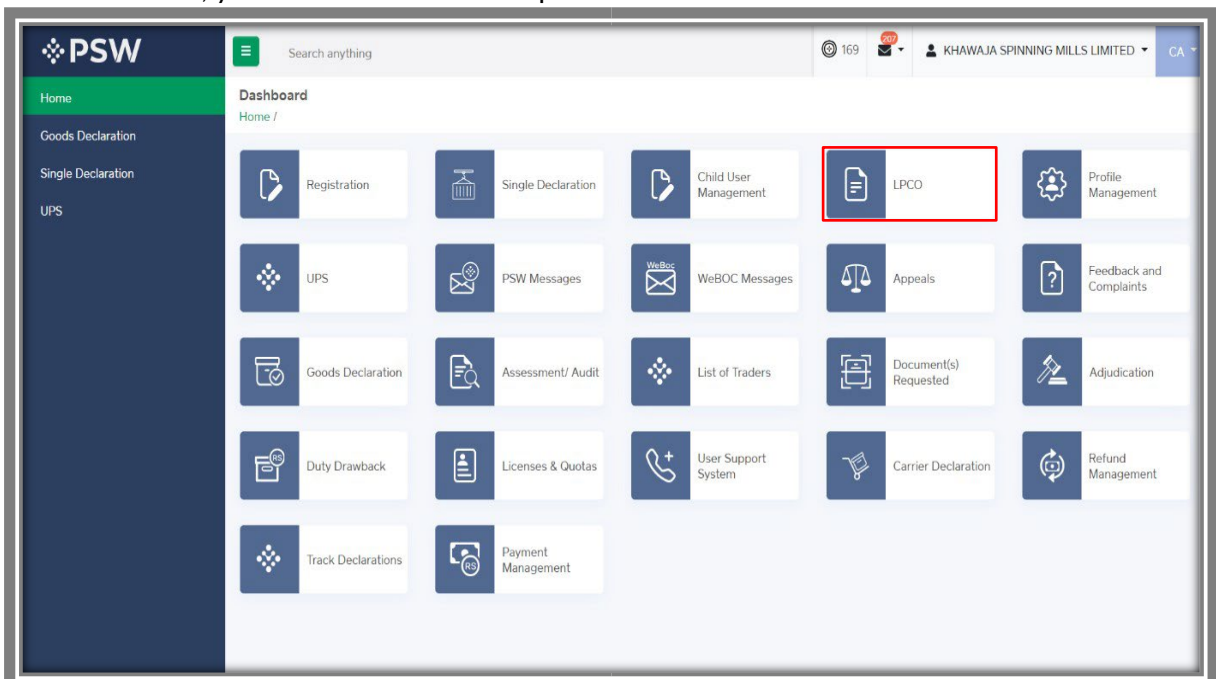 PSW
Search anything
169
207
KHAWAJA SPINNING MILLS LIMITED
CA
Home
Goods Declaration
Single Declaration
UPS
Dashboard
Home /
Registration
Single Declaration
Child User
Management
LPCO
Profile
Management
UPS
PSW Messages
WeBOC
WeBOC Messages
Appeals
Feedback and
Complaints
Goods Declaration
Assessment/ Audit
List of Traders
Document(s)
Requested
Adjudication
RS
Duty Drawback
Licenses & Quotas
User Support
System
Carrier Declaration
Refund
Management
Track Declarations
RS
Payment
Management